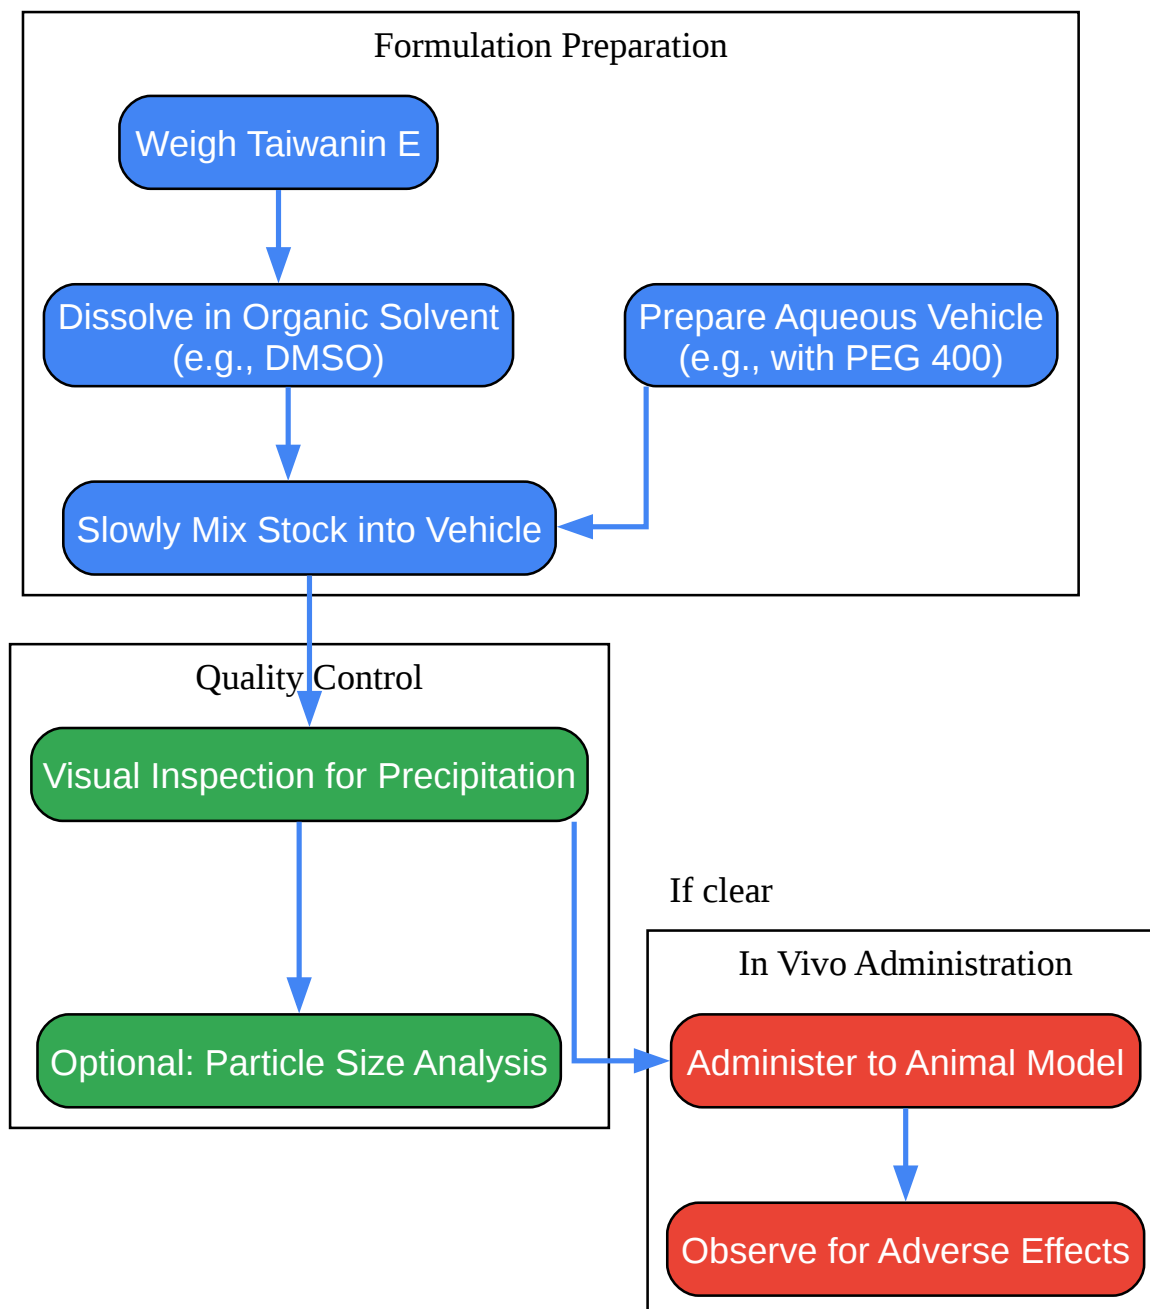 Formulation Preparation
Weigh Taiwanin E
Dissolve in Organic Solvent
(e.g., DMSO)
Prepare Aqueous Vehicle
(e.g., with PEG 400)
Slowly Mix Stock into Vehicle
Quality Control
Visual Inspection for Precipitation
If clear
In Vivo Administration
Optional: Particle Size Analysis
Administer to Animal Model
Observe for Adverse Effects